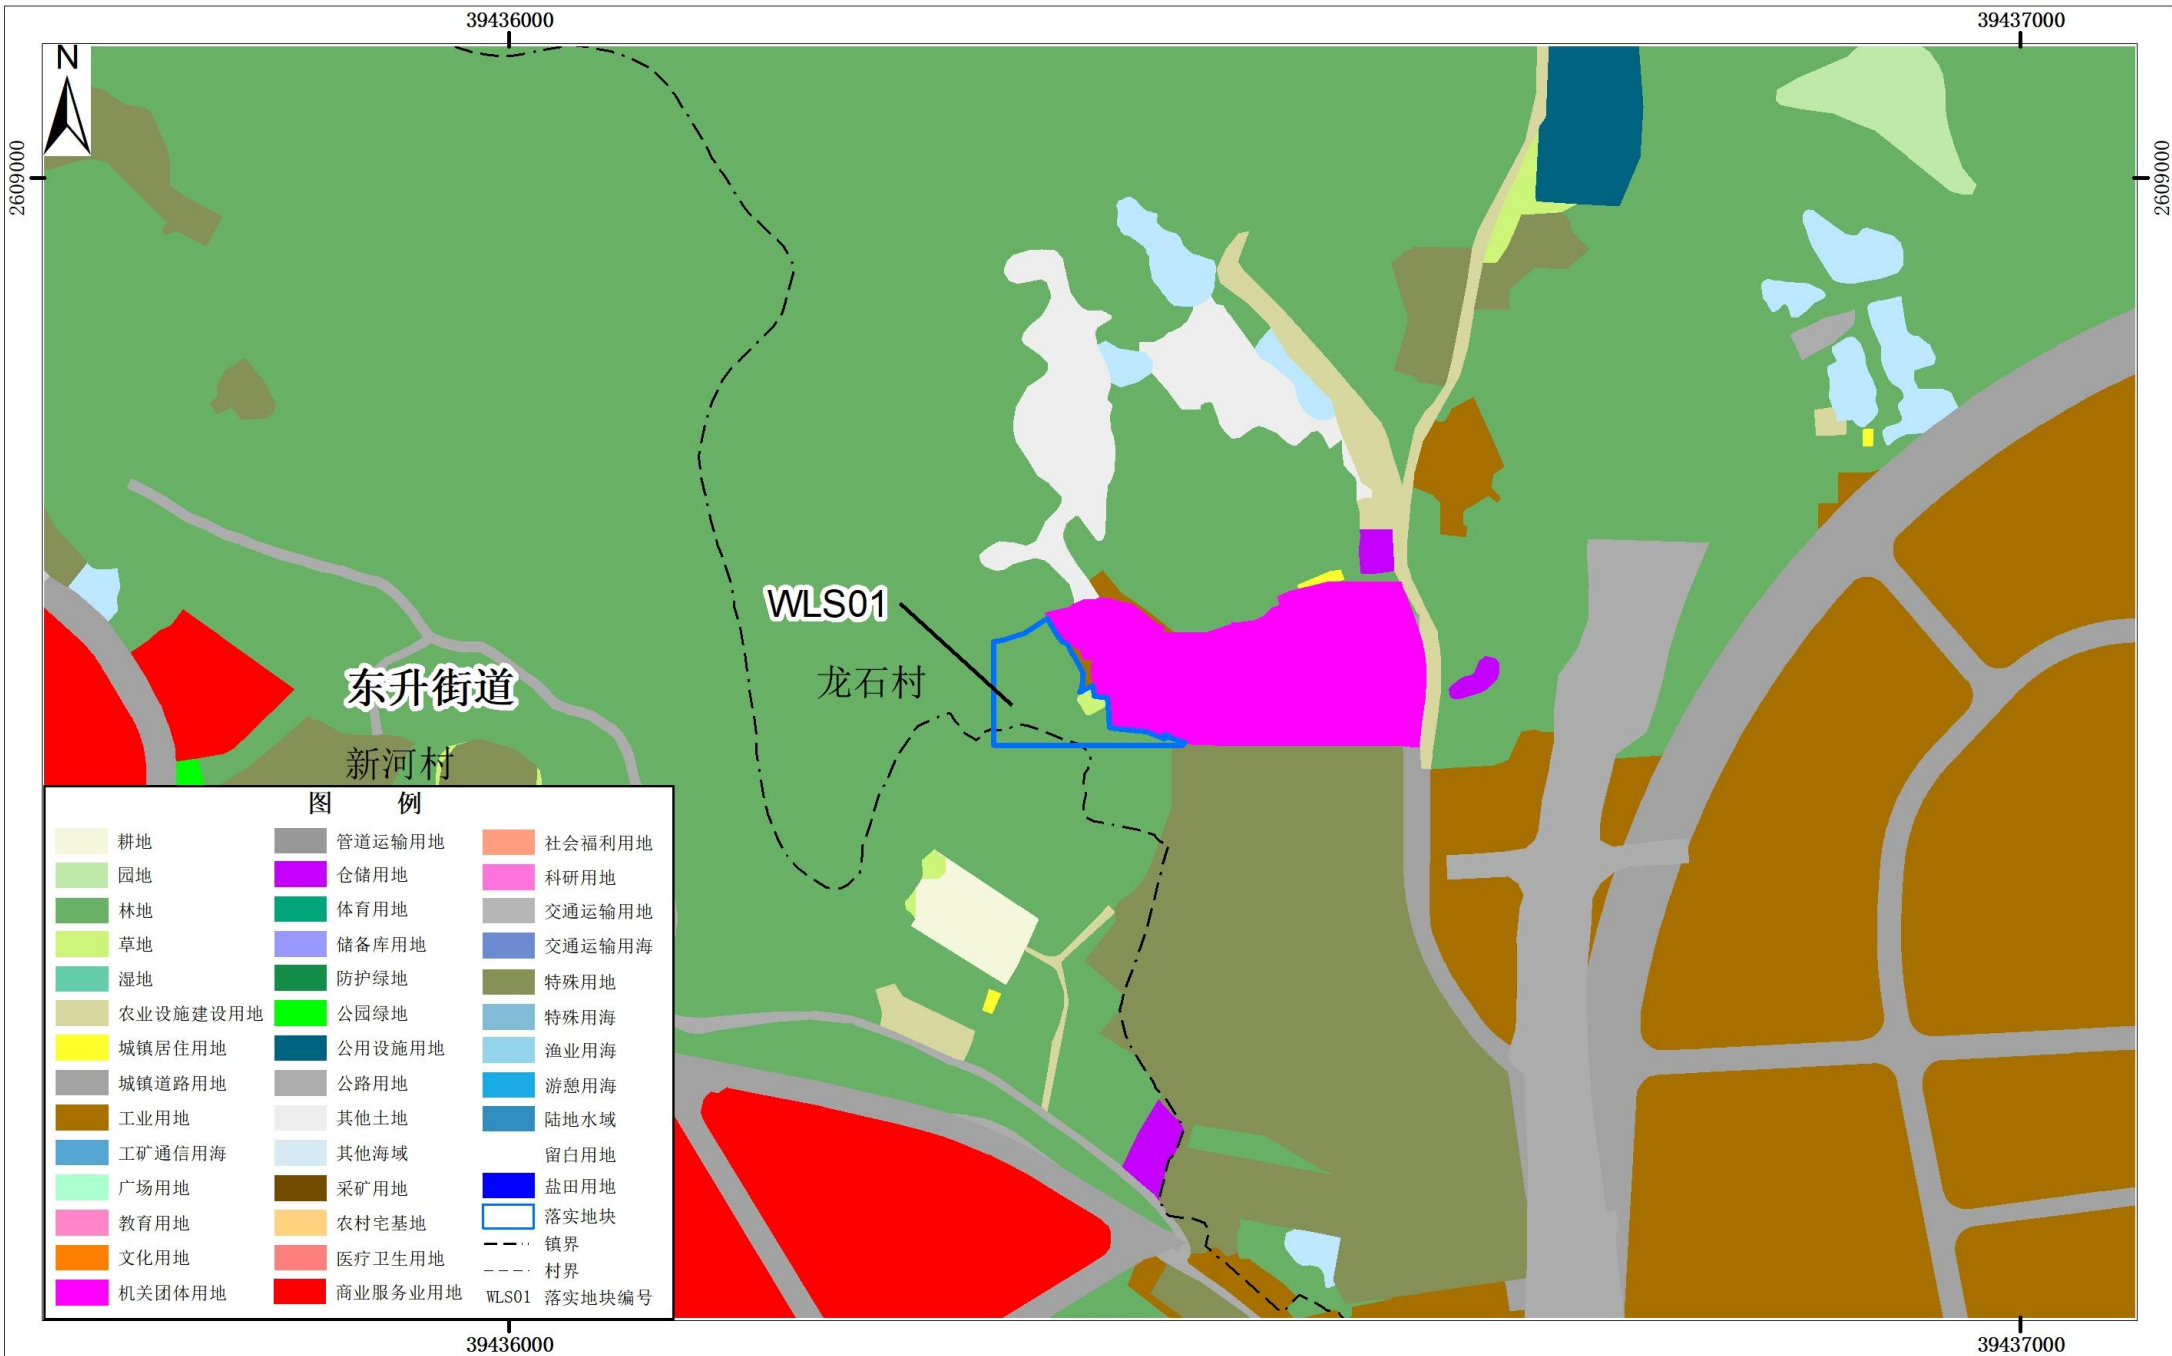 39436000
39437000
N
2609000
2609000
WLS01
龙石村
东升街道
新河村
图 例
耕地
园地
林地
草地
湿地
农业设施建设用地
城镇居住用地
城镇道路用地
工业用地
工矿通信用海
广场用地
教育用地
文化用地
机关团体用地
管道运输用地
仓储用地
体育用地
储备库用地
防护绿地
公园绿地
公用设施用地
公路用地
其他土地
其他海域
采矿用地
农村宅基地
医疗卫生用地
商业服务业用地
社会福利用地
科研用地
交通运输用地
交通运输用海
特殊用地
特殊用海
渔业用海
游憩用海
陆地水域
留白用地
盐田用地
落实地块
镇界
村界
WLS01 落实地块编号
39436000
39437000